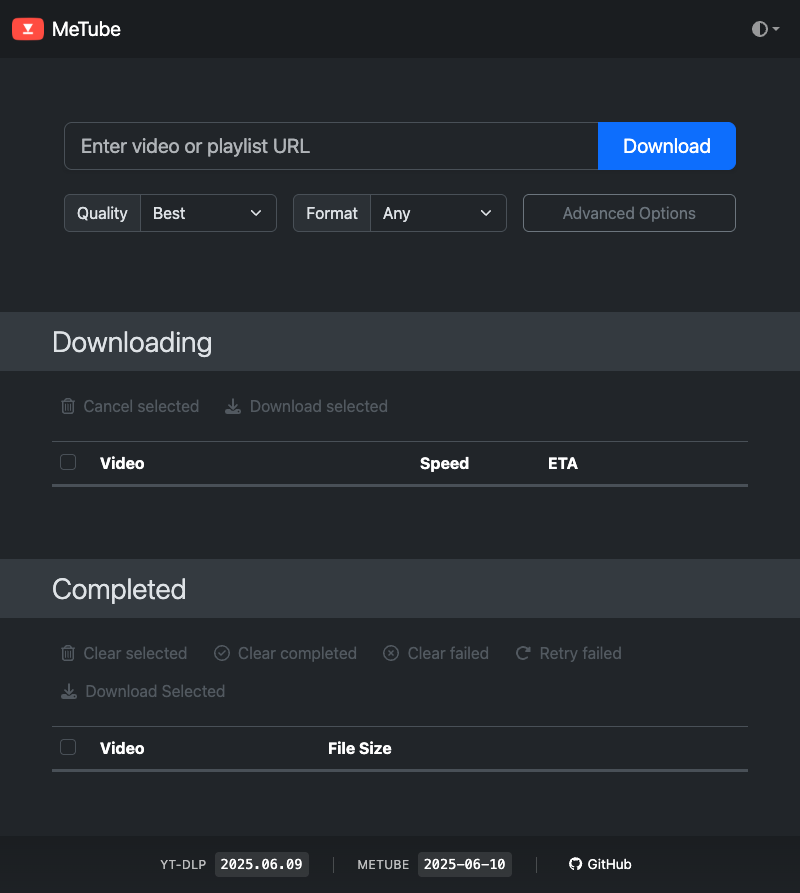 MeTube
Enter video or playlist URL Download
Quality Best Format Any Advanced Options
Downloading
Cancel selected Download selected
Video Speed ETA
Completed
Clear selected Clear completed Clear failed Retry failed
Download Selected
Video File Size
YT-DLP 2025.06.09 METUBE 2025-06-10 GitHub